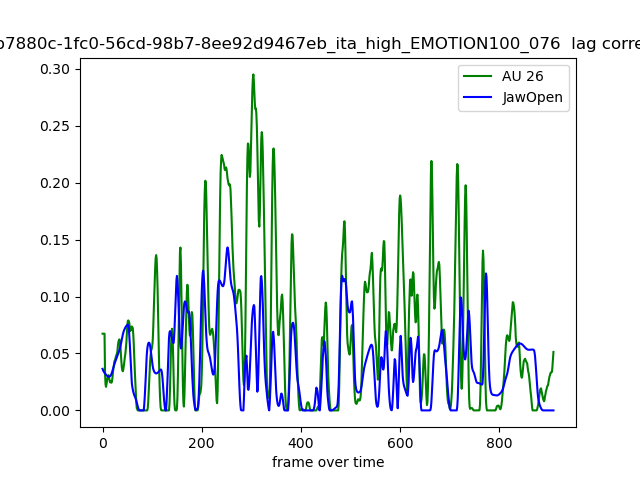 b7880c-1fc0-56cd-98b7-8ee92d9467eb_ita_high_EMOTION100_076 lag corre
0.30
0.25
0.20
0.15
0.10
0.05
0.00
AU 26
JawOpen
0 200 400 600 800
frame over time